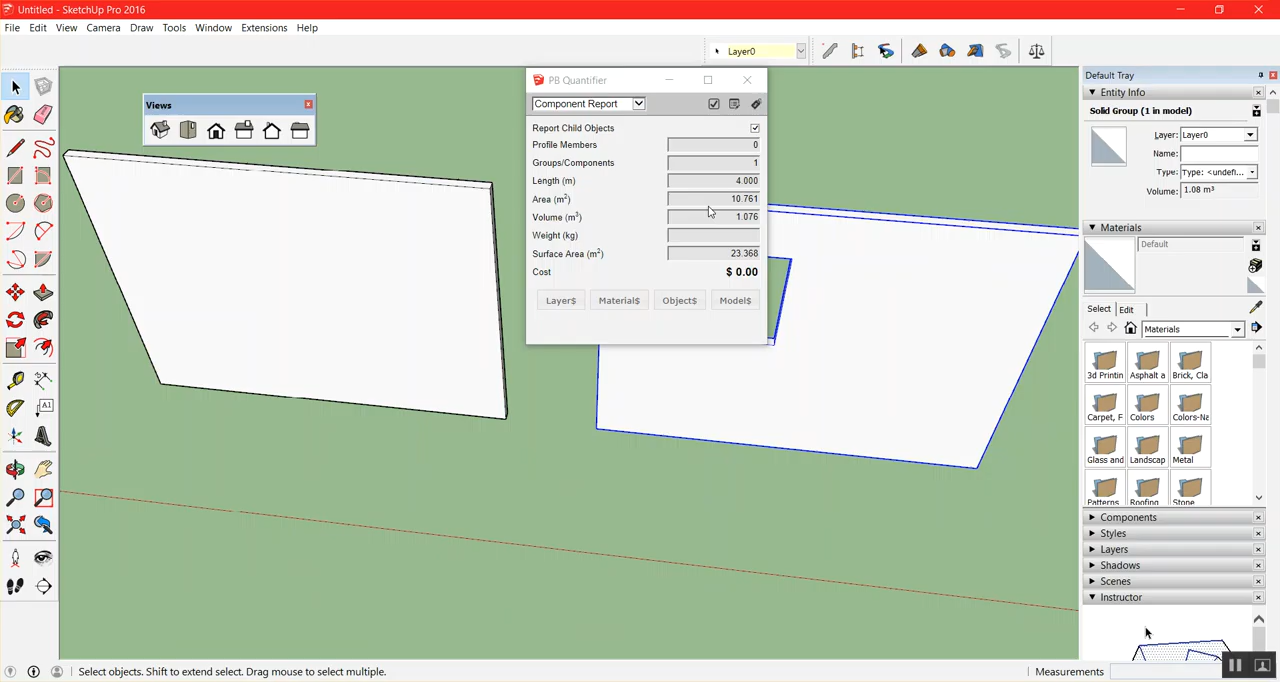 Untitled - SketchUp Pro 2016
File Edit View Camera Draw Tools Window Extensions Help
Layer0
Views
PB Quantifier
Component Report
Report Child Objects
Profile Members 0
Groups/Components 1
Length (m) 4.000
Area (m²) 10.761
Volume (m³) 1.076
Weight (kg)
Surface Area (m²) 23.368
Cost $ 0.00
Layer$ Material$ Object$ Model$
Default Tray
Entity Info
Solid Group (1 in model)
Layer: Layer0
Name:
Type: Type: <undefi...
Volume: 1.08 m³
Materials
Default
Select Edit
Materials
3d Printin Asphalt a Brick, Cla
Carpet, F Colors Colors-Na
Glass and Landscap Metal
Patterns Roofing Stone
Components
Styles
Layers
Shadows
Scenes
Instructor
A1
Select objects. Shift to extend select. Drag mouse to select multiple.
Measurements